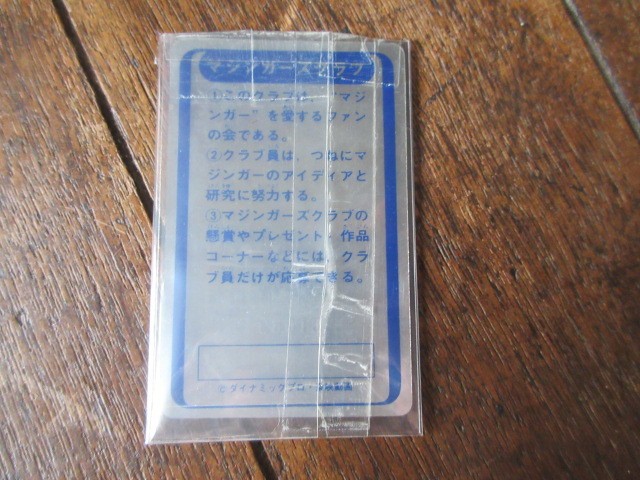 マジンガーズクラブ
①このクラブは、“マジ
ンガー”を愛するファン
の会である。
②クラブ員は、つねにマ
ジンガーのアイディアと
研究に努力する。
③マジンガーズクラブの
懸賞やプレゼント、作品
コーナーなどには、クラ
ブ員だけが応募できる。
©ダイナミックプロ・東映動画